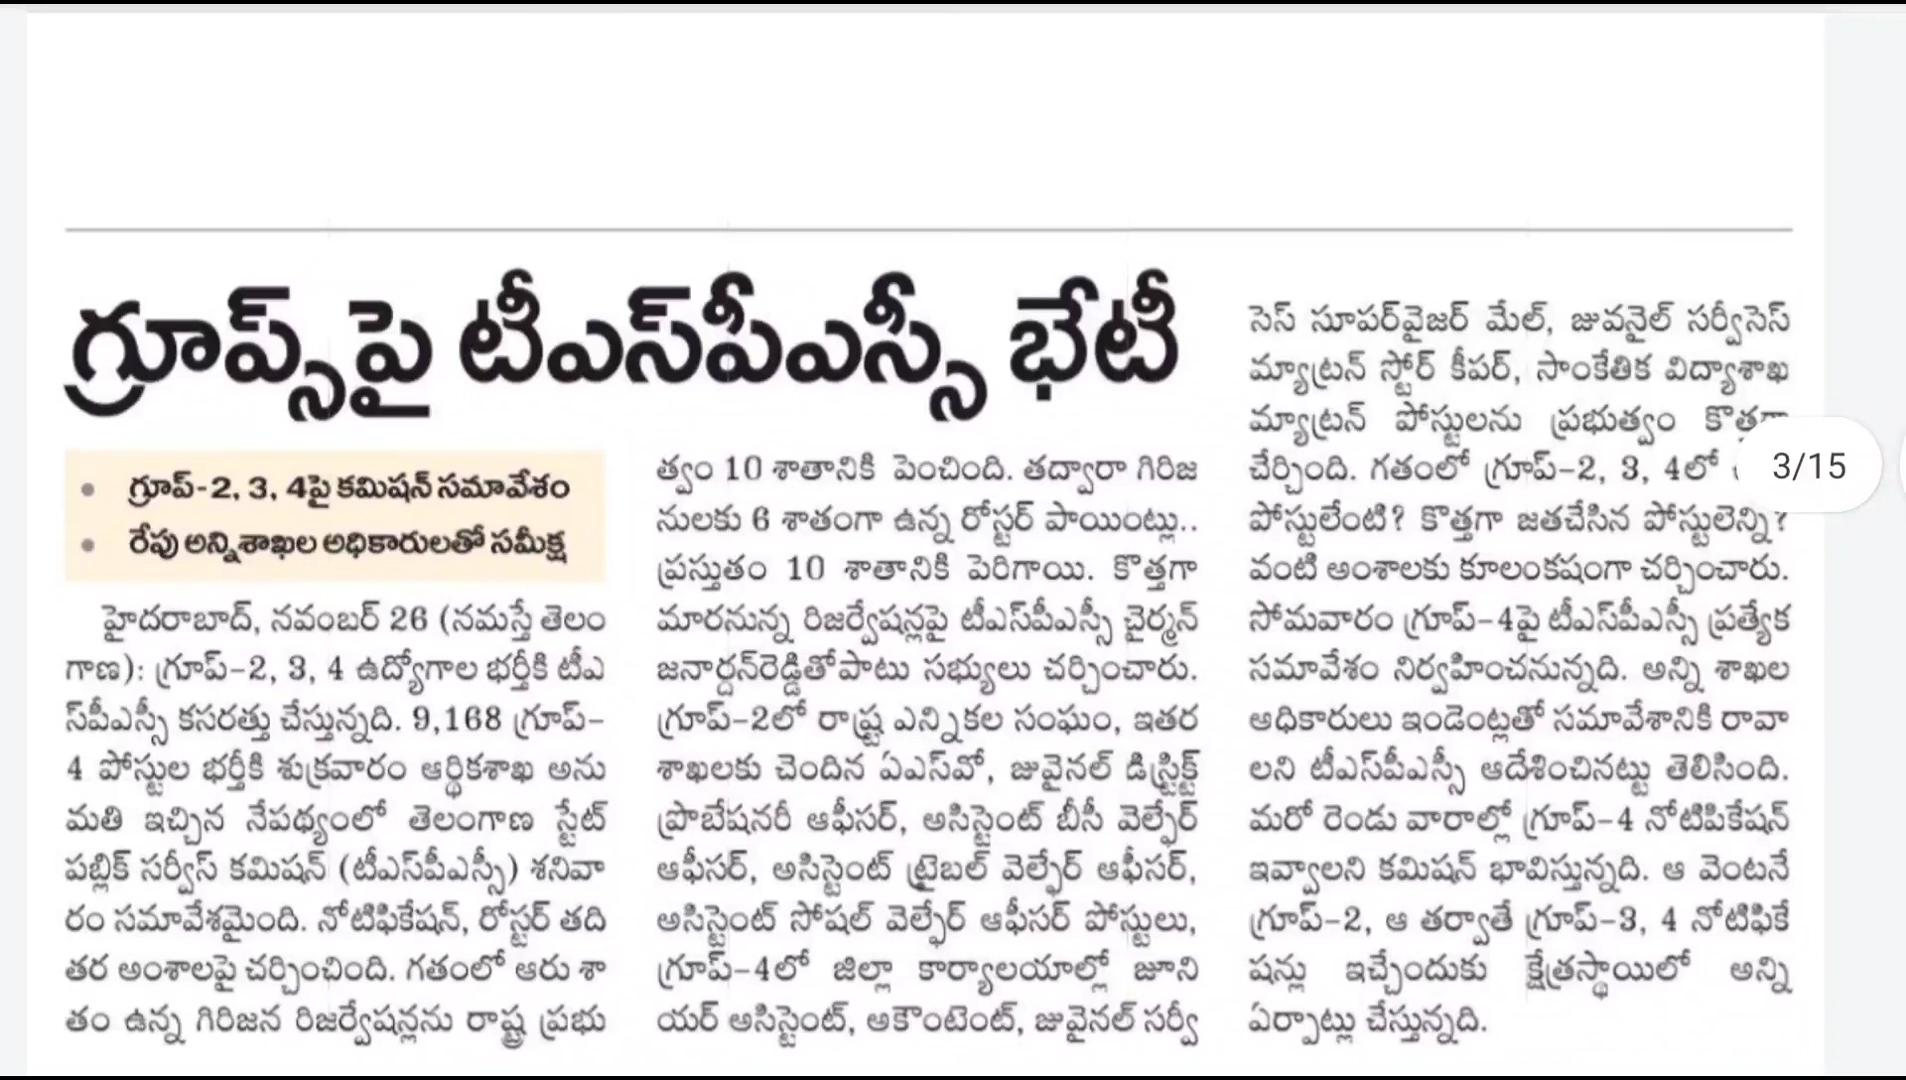 గ్రూప్స్‌పై టీఎస్‌పీఎస్సీ భేటీ
గ్రూప్-2, 3, 4పై కమిషన్ సమావేశం
రేపు అన్నిశాఖల అధికారులతో సమీక్ష
హైదరాబాద్, నవంబర్ 26 (నమస్తే తెలం
గాణ): గ్రూప్-2, 3, 4 ఉద్యోగాల భర్తీకి టీఎ
స్‌పీఎస్సీ కసరత్తు చేస్తున్నది. 9,168 గ్రూప్-
4 పోస్టుల భర్తీకి శుక్రవారం ఆర్థికశాఖ అను
మతి ఇచ్చిన నేపథ్యంలో తెలంగాణ స్టేట్
పబ్లిక్ సర్వీస్ కమిషన్ (టీఎస్‌పీఎస్సీ) శనివా
రం సమావేశమైంది. నోటిఫికేషన్, రోస్టర్ తది
తర అంశాలపై చర్చించింది. గతంలో ఆరు శా
తం ఉన్న గిరిజన రిజర్వేషన్లను రాష్ట్ర ప్రభు
త్వం 10 శాతానికి పెంచింది. తద్వారా గిరిజ
నులకు 6 శాతంగా ఉన్న రోస్టర్ పాయింట్లు..
ప్రస్తుతం 10 శాతానికి పెరిగాయి. కొత్తగా
మారనున్న రిజర్వేషన్లపై టీఎస్‌పీఎస్సీ చైర్మన్
జనార్దన్‌రెడ్డితోపాటు సభ్యులు చర్చించారు.
గ్రూప్-2లో రాష్ట్ర ఎన్నికల సంఘం, ఇతర
శాఖలకు చెందిన ఏఎస్‌వో, జువైనల్ డిస్ట్రిక్ట్
ప్రొబేషనరీ ఆఫీసర్, అసిస్టెంట్ బీసీ వెల్ఫేర్
ఆఫీసర్, అసిస్టెంట్ ట్రైబల్ వెల్ఫేర్ ఆఫీసర్,
అసిస్టెంట్ సోషల్ వెల్ఫేర్ ఆఫీసర్ పోస్టులు,
గ్రూప్-4లో జిల్లా కార్యాలయాల్లో జూని
యర్ అసిస్టెంట్, అకౌంటెంట్, జువైనల్ సర్వీ
సెస్ సూపర్‌వైజర్ మేల్, జువనైల్ సర్వీసెస్
మ్యాట్రన్ స్టోర్ కీపర్, సాంకేతిక విద్యాశాఖ
మ్యాట్రన్ పోస్టులను ప్రభుత్వం కొత్తగా
చేర్చింది. గతంలో గ్రూప్-2, 3, 4లో
3/15
పోస్టులేంటి? కొత్తగా జతచేసిన పోస్టులెన్ని?
వంటి అంశాలకు కూలంకషంగా చర్చించారు.
సోమవారం గ్రూప్-4పై టీఎస్‌పీఎస్సీ ప్రత్యేక
సమావేశం నిర్వహించనున్నది. అన్ని శాఖల
అధికారులు ఇండెంట్లతో సమావేశానికి రావా
లని టీఎస్‌పీఎస్సీ ఆదేశించినట్టు తెలిసింది.
మరో రెండు వారాల్లో గ్రూప్-4 నోటిపికేషన్
ఇవ్వాలని కమిషన్ భావిస్తున్నది. ఆ వెంటనే
గ్రూప్-2, ఆ తర్వాతే గ్రూప్-3, 4 నోటిఫికే
షన్లు ఇచ్చేందుకు క్షేత్రస్థాయిలో అన్ని
ఏర్పాట్లు చేస్తున్నది.